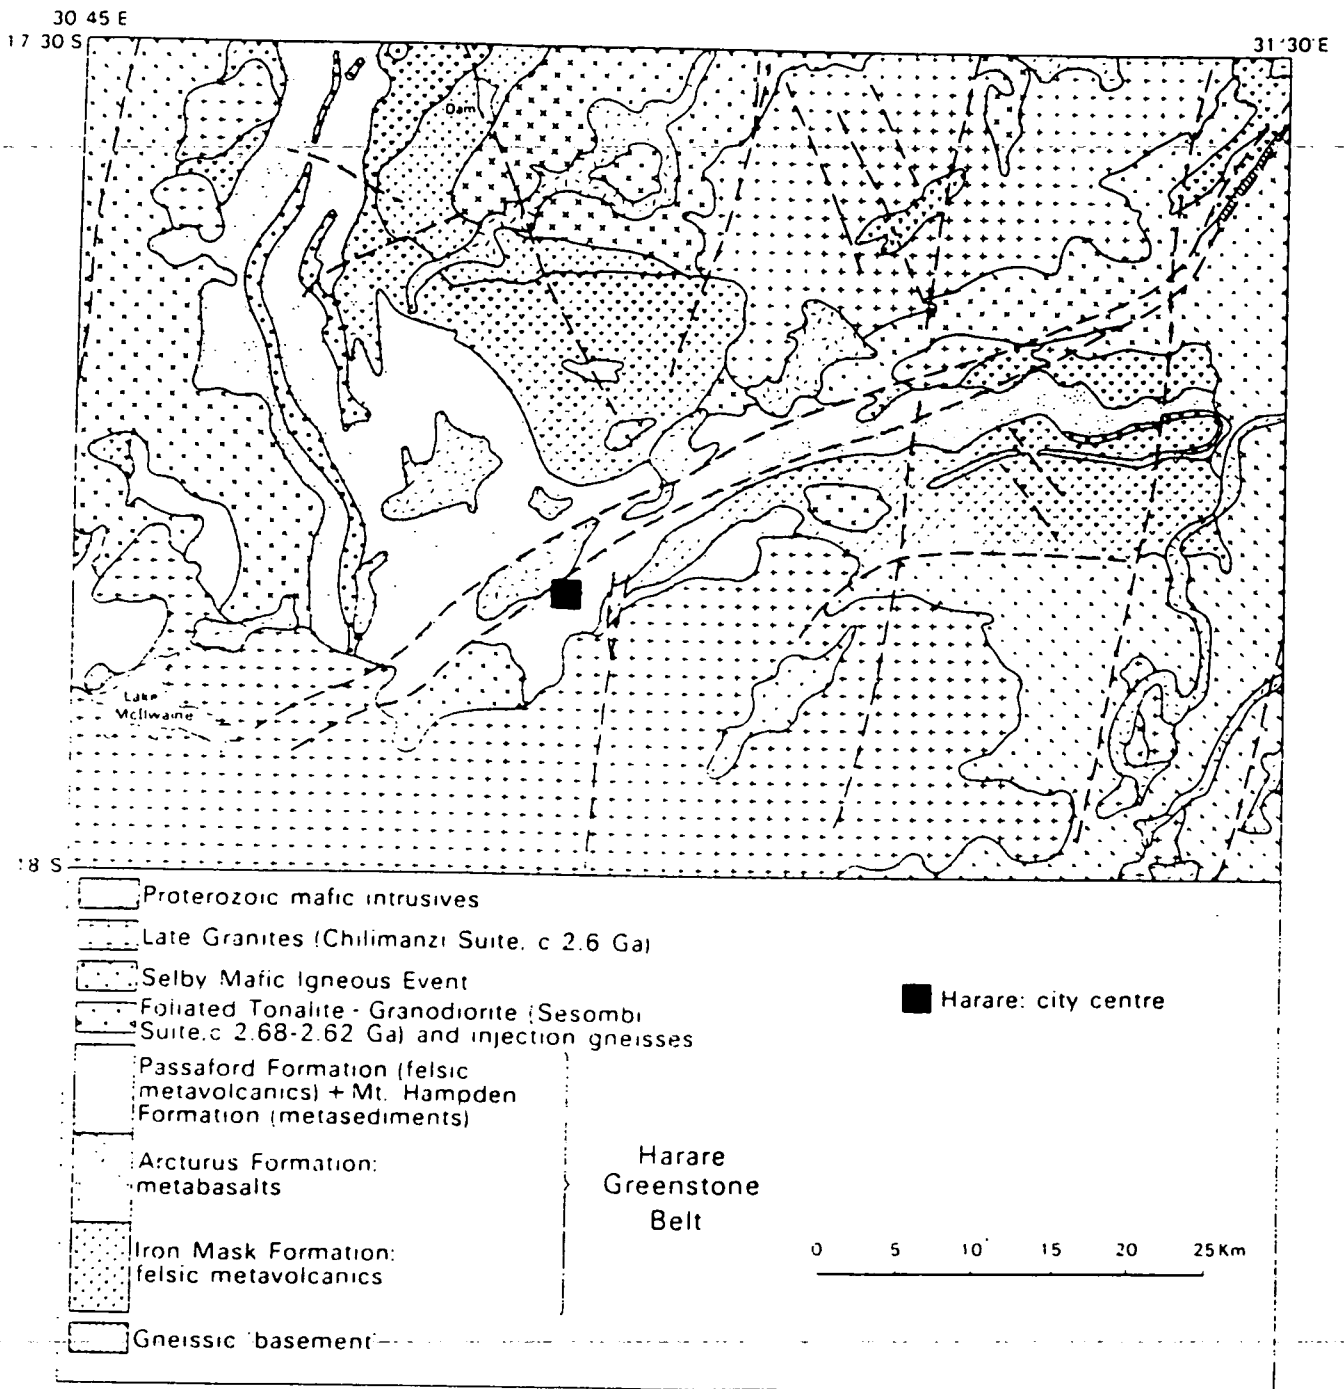 30 45 E
17 30 S
31°30'E
Dam
Lake
McIlwaine
18 S
Proterozoic mafic intrusives
Late Granites (Chilimanzi Suite, c 2.6 Ga)
Selby Mafic Igneous Event
Foliated Tonalite - Granodiorite (Sesombi
Suite,c 2.68-2.62 Ga) and injection gneisses
Harare: city centre
Passaford Formation (felsic
metavolcanics) + Mt. Hampden
Formation (metasediments)
Arcturus Formation:
metabasalts
Iron Mask Formation:
felsic metavolcanics
Harare
Greenstone
Belt
0 5 10 15 20 25 Km
Gneissic 'basement'